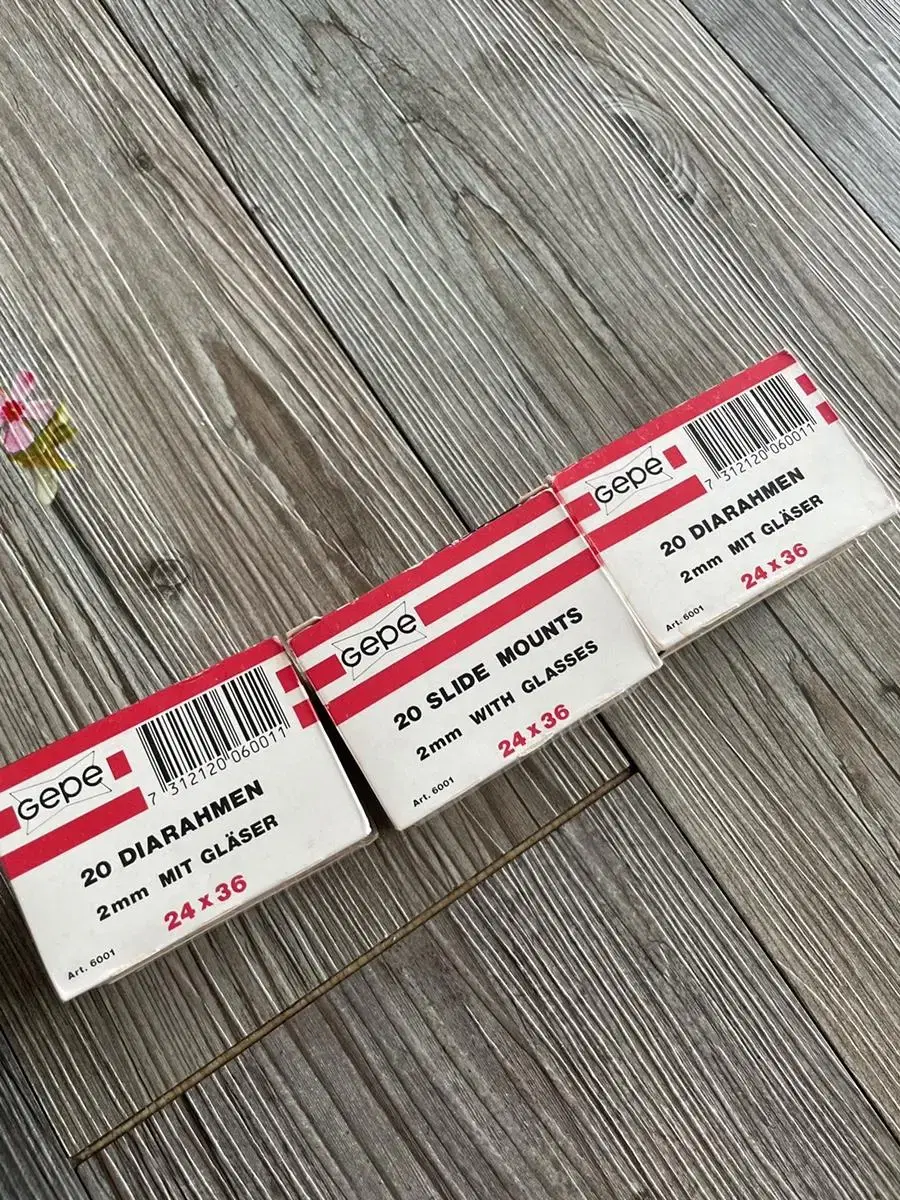 Gepe
7 312120 060011
20 DIARAHMEN
2mm MIT GLÄSER
24 x 36
Art. 6001
Gepe
20 SLIDE MOUNTS
2mm WITH GLASSES
24 x 36
Art. 6001
Gepe
7 312120 060011
20 DIARAHMEN
2mm MIT GLÄSER
24 x 36
Art. 6001